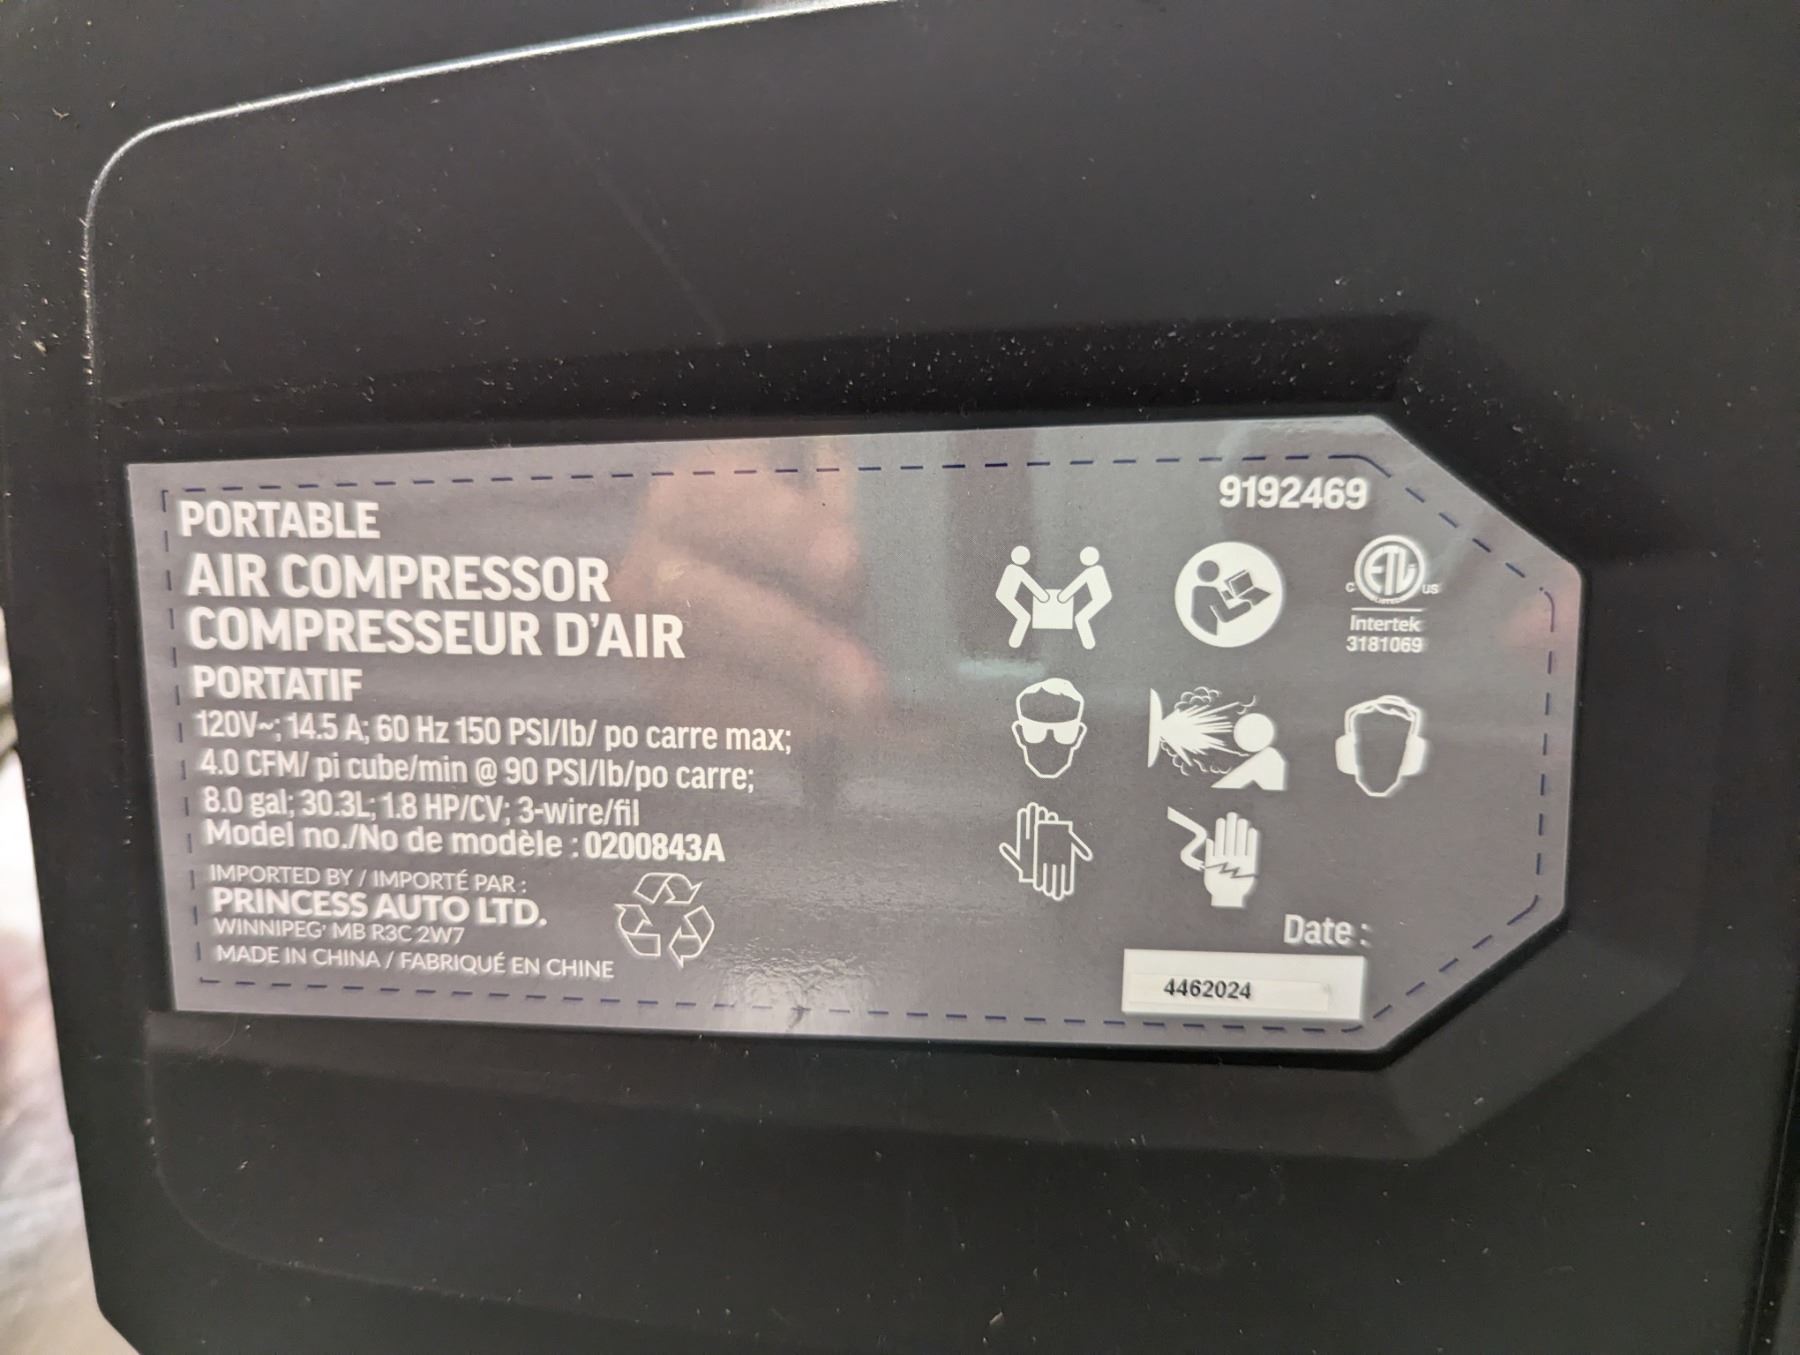 9192469
PORTABLE
AIR COMPRESSOR
COMPRESSEUR D'AIR
PORTATIF
120V~; 14.5 A; 60 Hz 150 PSI/lb/ po carre max;
4.0 CFM/ pi cube/min @ 90 PSI/lb/po carre;
8.0 gal; 30.3L; 1.8 HP/CV; 3-wire/fil
Model no./No de modèle : 0200843A
IMPORTED BY / IMPORTÉ PAR :
PRINCESS AUTO LTD.
WINNIPEG, MB R3C 2W7
MADE IN CHINA / FABRIQUÉ EN CHINE
C ETL US
LISTED
Intertek
3181069
Date :
4462024